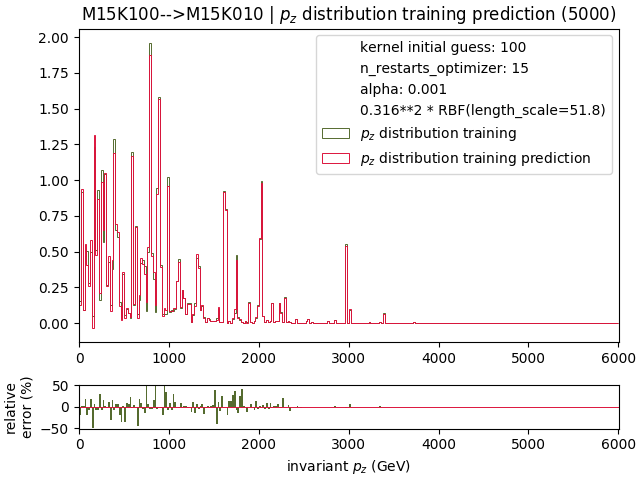 M15K100-->M15K010 | p_z distribution training prediction (5000)
2.00
1.75
1.50
1.25
1.00
0.75
0.50
0.25
0.00
kernel initial guess: 100
n_restarts_optimizer: 15
alpha: 0.001
0.316**2 * RBF(length_scale=51.8)
p_z distribution training
p_z distribution training prediction
0 1000 2000 3000 4000 5000 6000
relative
error (%)
50
0
−50
0 1000 2000 3000 4000 5000 6000
invariant p_z (GeV)